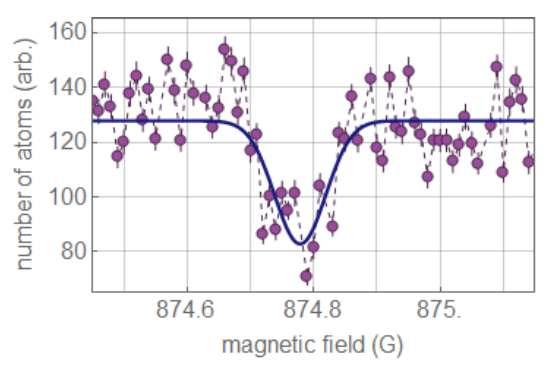 number of atoms (arb.)
160
140
120
100
80
874.6 874.8 875.
magnetic field (G)